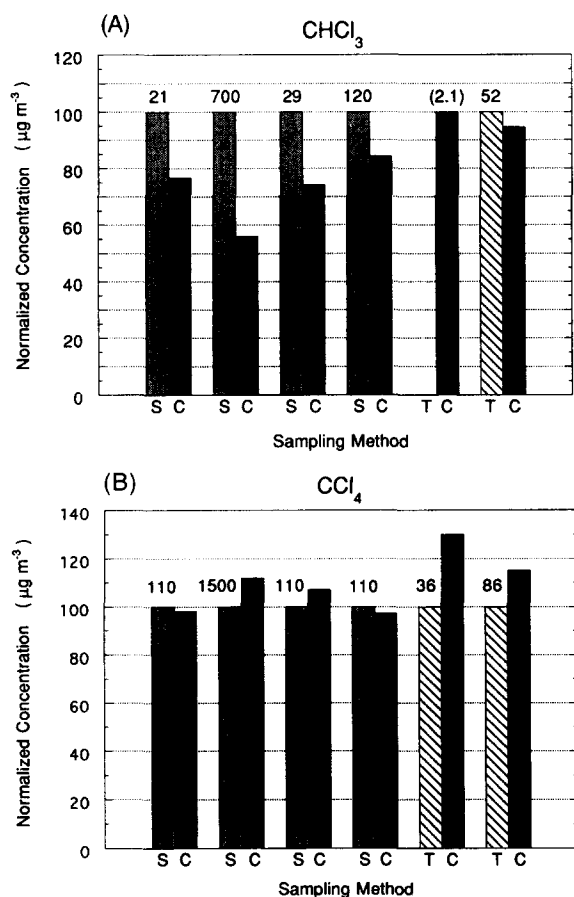 (A)
CHCl3
Normalized Concentration ( µg m-3 )
120
100
80
60
40
20
0
21 700 29 120 (2.1) 52
S C S C S C S C T C T C
Sampling Method
(B)
CCl4
Normalized Concentration ( µg m-3 )
140
120
100
80
60
40
20
0
110 1500 110 110 36 86
S C S C S C S C T C T C
Sampling Method